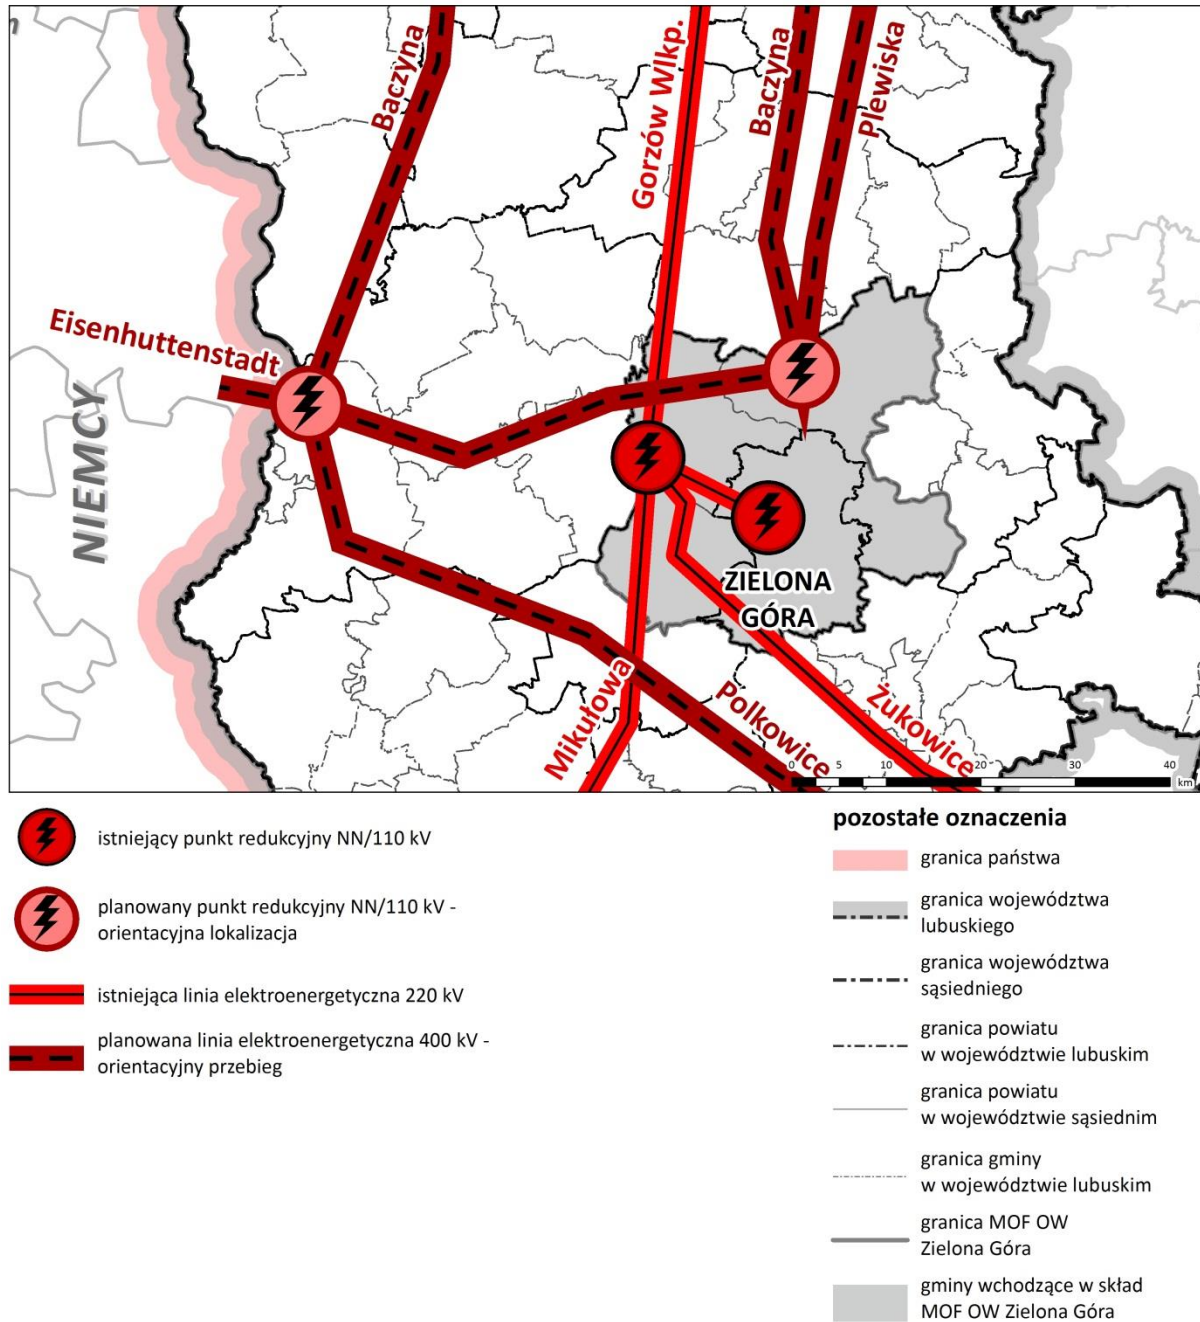 Baczyna
Gorzów Wlkp.
Baczyna
Plewiska
Eisenhuttenstadt
NIEMCY
ZIELONA
GÓRA
Mikułowa
Polkowice
Żukowice
0 5 10 20 30 40
km
istniejący punkt redukcyjny NN/110 kV
planowany punkt redukcyjny NN/110 kV -
orientacyjna lokalizacja
istniejąca linia elektroenergetyczna 220 kV
planowana linia elektroenergetyczna 400 kV -
orientacyjny przebieg
pozostałe oznaczenia
granica państwa
granica województwa
lubuskiego
granica województwa
sąsiedniego
granica powiatu
w województwie lubuskim
granica powiatu
w województwie sąsiednim
granica gminy
w województwie lubuskim
granica MOF OW
Zielona Góra
gminy wchodzące w skład
MOF OW Zielona Góra